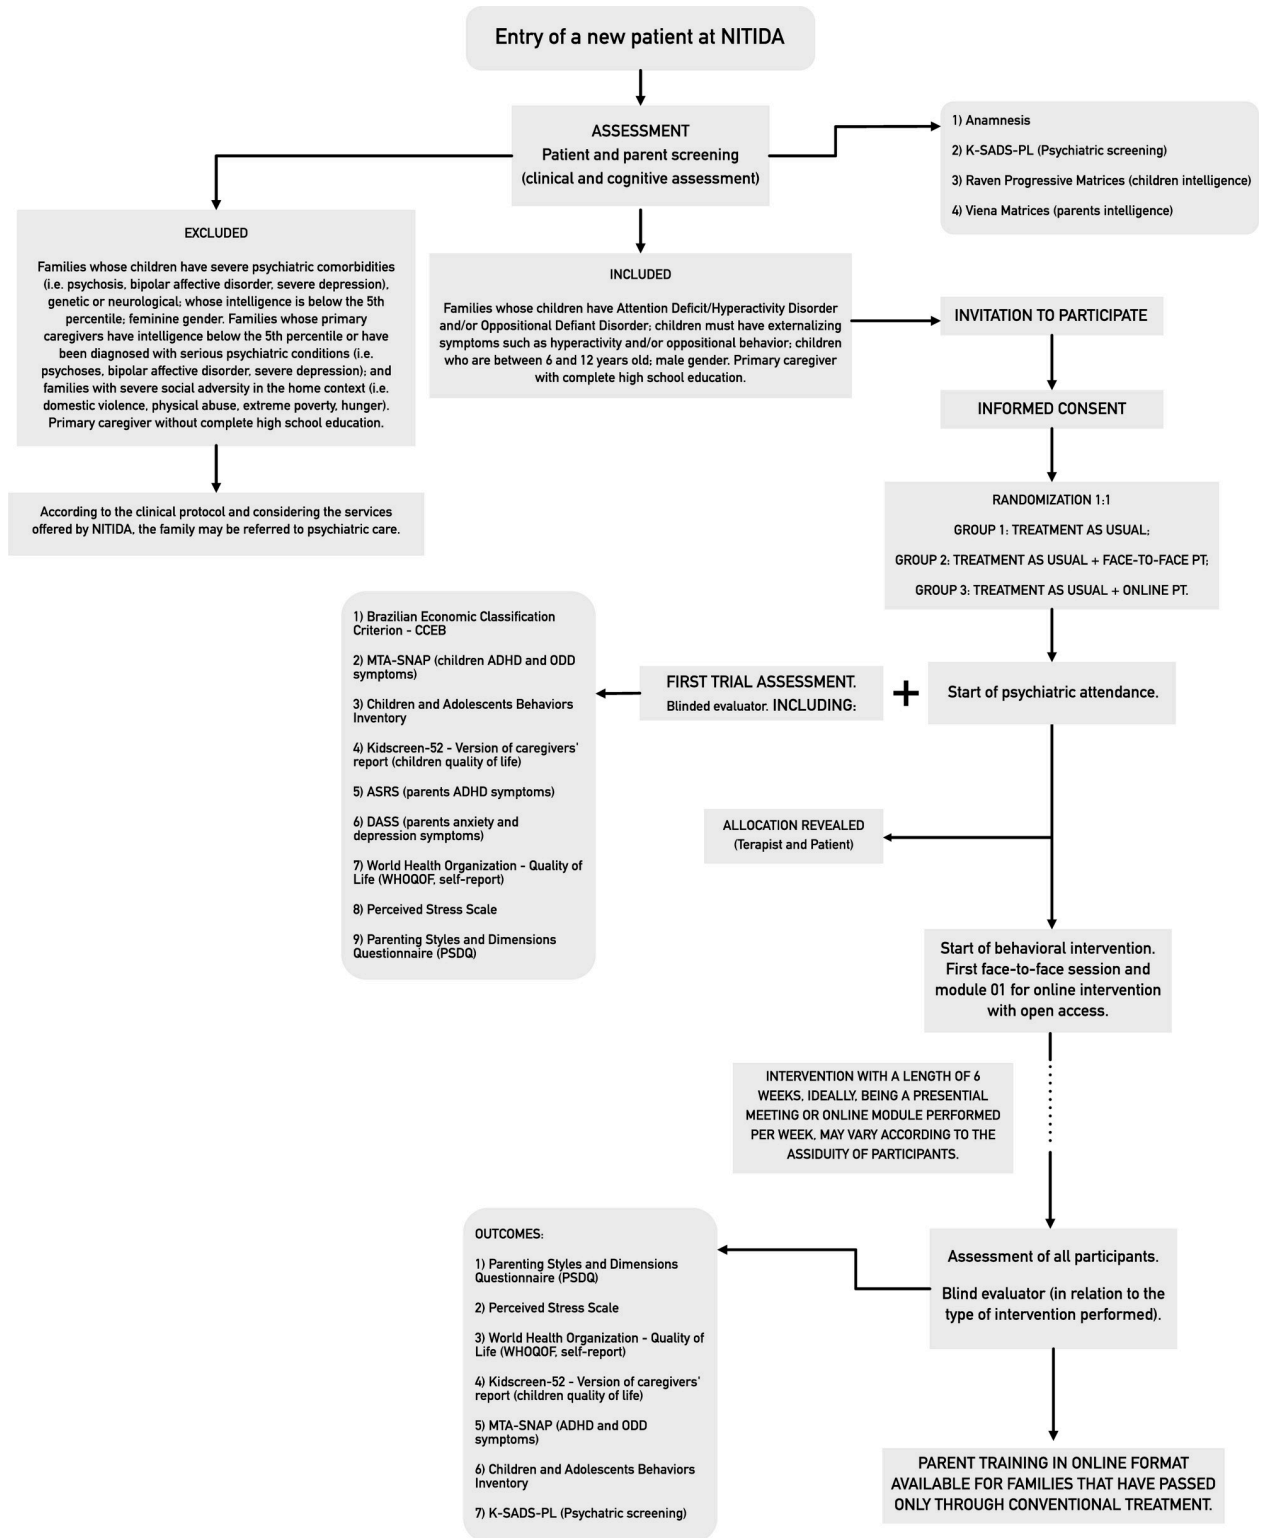 Entry of a new patient at NITIDA
ASSESSMENT
Patient and parent screening
(clinical and cognitive assessment)
1) Anamnesis
2) K-SADS-PL (Psychiatric screening)
3) Raven Progressive Matrices (children intelligence)
4) Viena Matrices (parents intelligence)
EXCLUDED
Families whose children have severe psychiatric comorbidities
(i.e. psychosis, bipolar affective disorder, severe depression),
genetic or neurological; whose intelligence is below the 5th
percentile; feminine gender. Families whose primary
caregivers have intelligence below the 5th percentile or have
been diagnosed with serious psychiatric conditions (i.e.
psychoses, bipolar affective disorder, severe depression); and
families with severe social adversity in the home context (i.e.
domestic violence, physical abuse, extreme poverty, hunger).
Primary caregiver without complete high school education.
According to the clinical protocol and considering the services
offered by NITIDA, the family may be referred to psychiatric care.
INCLUDED
Families whose children have Attention Deficit/Hyperactivity Disorder
and/or Oppositional Defiant Disorder; children must have externalizing
symptoms such as hyperactivity and/or oppositional behavior; children
who are between 6 and 12 years old; male gender. Primary caregiver
with complete high school education.
INVITATION TO PARTICIPATE
INFORMED CONSENT
RANDOMIZATION 1:1
GROUP 1: TREATMENT AS USUAL;
GROUP 2: TREATMENT AS USUAL + FACE-TO-FACE PT;
GROUP 3: TREATMENT AS USUAL + ONLINE PT.
1) Brazilian Economic Classification
Criterion - CCEB
2) MTA-SNAP (children ADHD and ODD
symptoms)
3) Children and Adolescents Behaviors
Inventory
4) Kidscreen-52 - Version of caregivers'
report (children quality of life)
5) ASRS (parents ADHD symptoms)
6) DASS (parents anxiety and
depression symptoms)
7) World Health Organization - Quality of
Life (WHOQOF, self-report)
8) Perceived Stress Scale
9) Parenting Styles and Dimensions
Questionnaire (PSDQ)
FIRST TRIAL ASSESSMENT.
Blinded evaluator. INCLUDING:
+
Start of psychiatric attendance.
ALLOCATION REVEALED
(Terapist and Patient)
Start of behavioral intervention.
First face-to-face session and
module 01 for online intervention
with open access.
INTERVENTION WITH A LENGTH OF 6
WEEKS, IDEALLY, BEING A PRESENTIAL
MEETING OR ONLINE MODULE PERFORMED
PER WEEK, MAY VARY ACCORDING TO THE
ASSIDUITY OF PARTICIPANTS.
OUTCOMES:
1) Parenting Styles and Dimensions
Questionnaire (PSDQ)
2) Perceived Stress Scale
3) World Health Organization - Quality of
Life (WHOQOF, self-report)
4) Kidscreen-52 - Version of caregivers'
report (children quality of life)
5) MTA-SNAP (ADHD and ODD
symptoms)
6) Children and Adolescents Behaviors
Inventory
7) K-SADS-PL (Psychatric screening)
Assessment of all participants.
Blind evaluator (in relation to the
type of intervention performed).
PARENT TRAINING IN ONLINE FORMAT
AVAILABLE FOR FAMILIES THAT HAVE PASSED
ONLY THROUGH CONVENTIONAL TREATMENT.